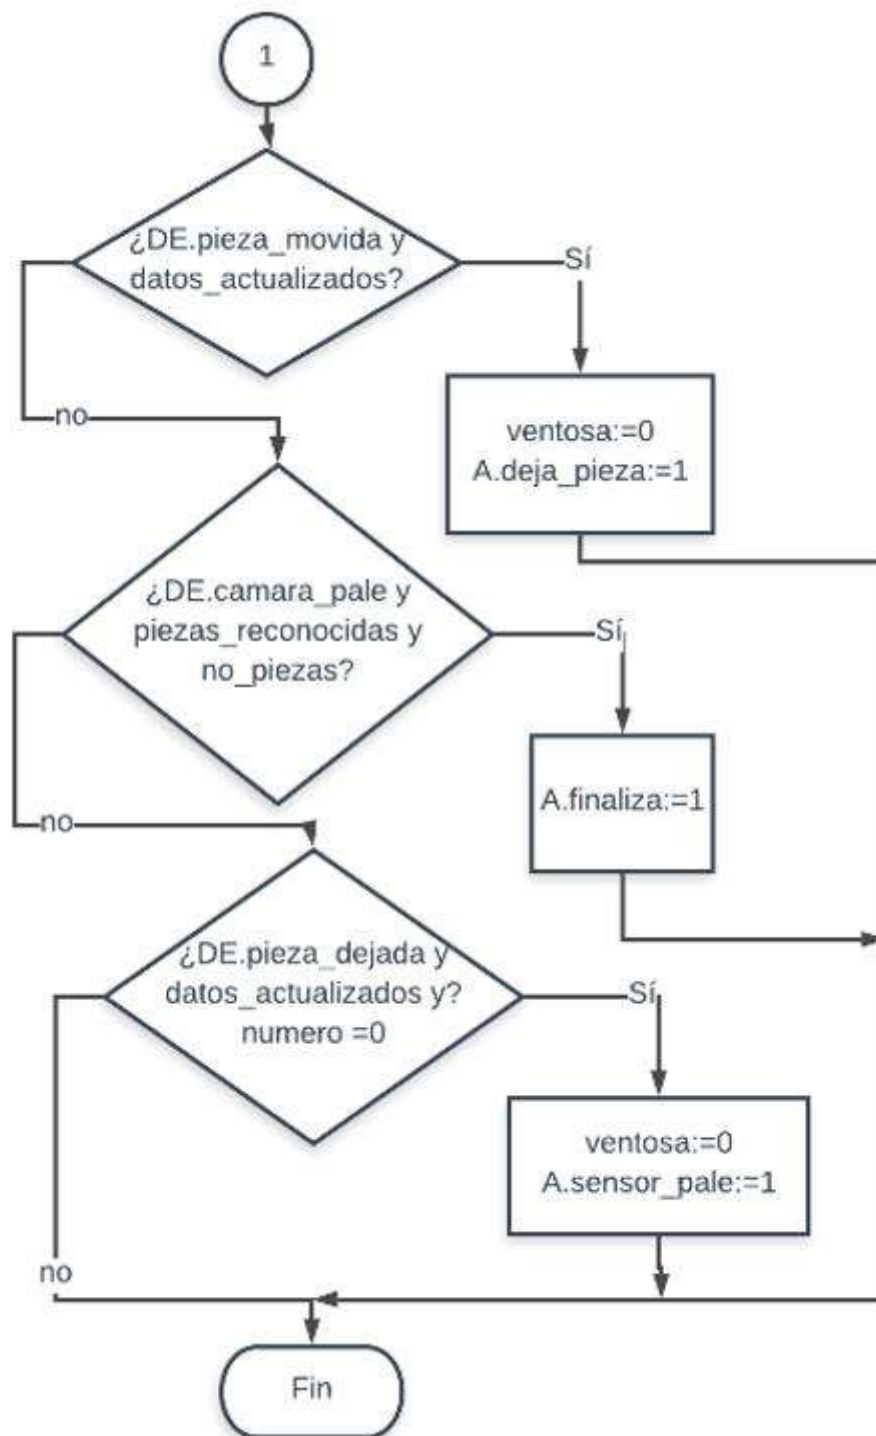 1
¿DE.pieza_movida y
datos_actualizados?
Sí
no
ventosa:=0
A.deja_pieza:=1
¿DE.camara_pale y
piezas_reconocidas y
no_piezas?
Sí
no
A.finaliza:=1
¿DE.pieza_dejada y
datos_actualizados y?
numero =0
Sí
no
ventosa:=0
A.sensor_pale:=1
Fin